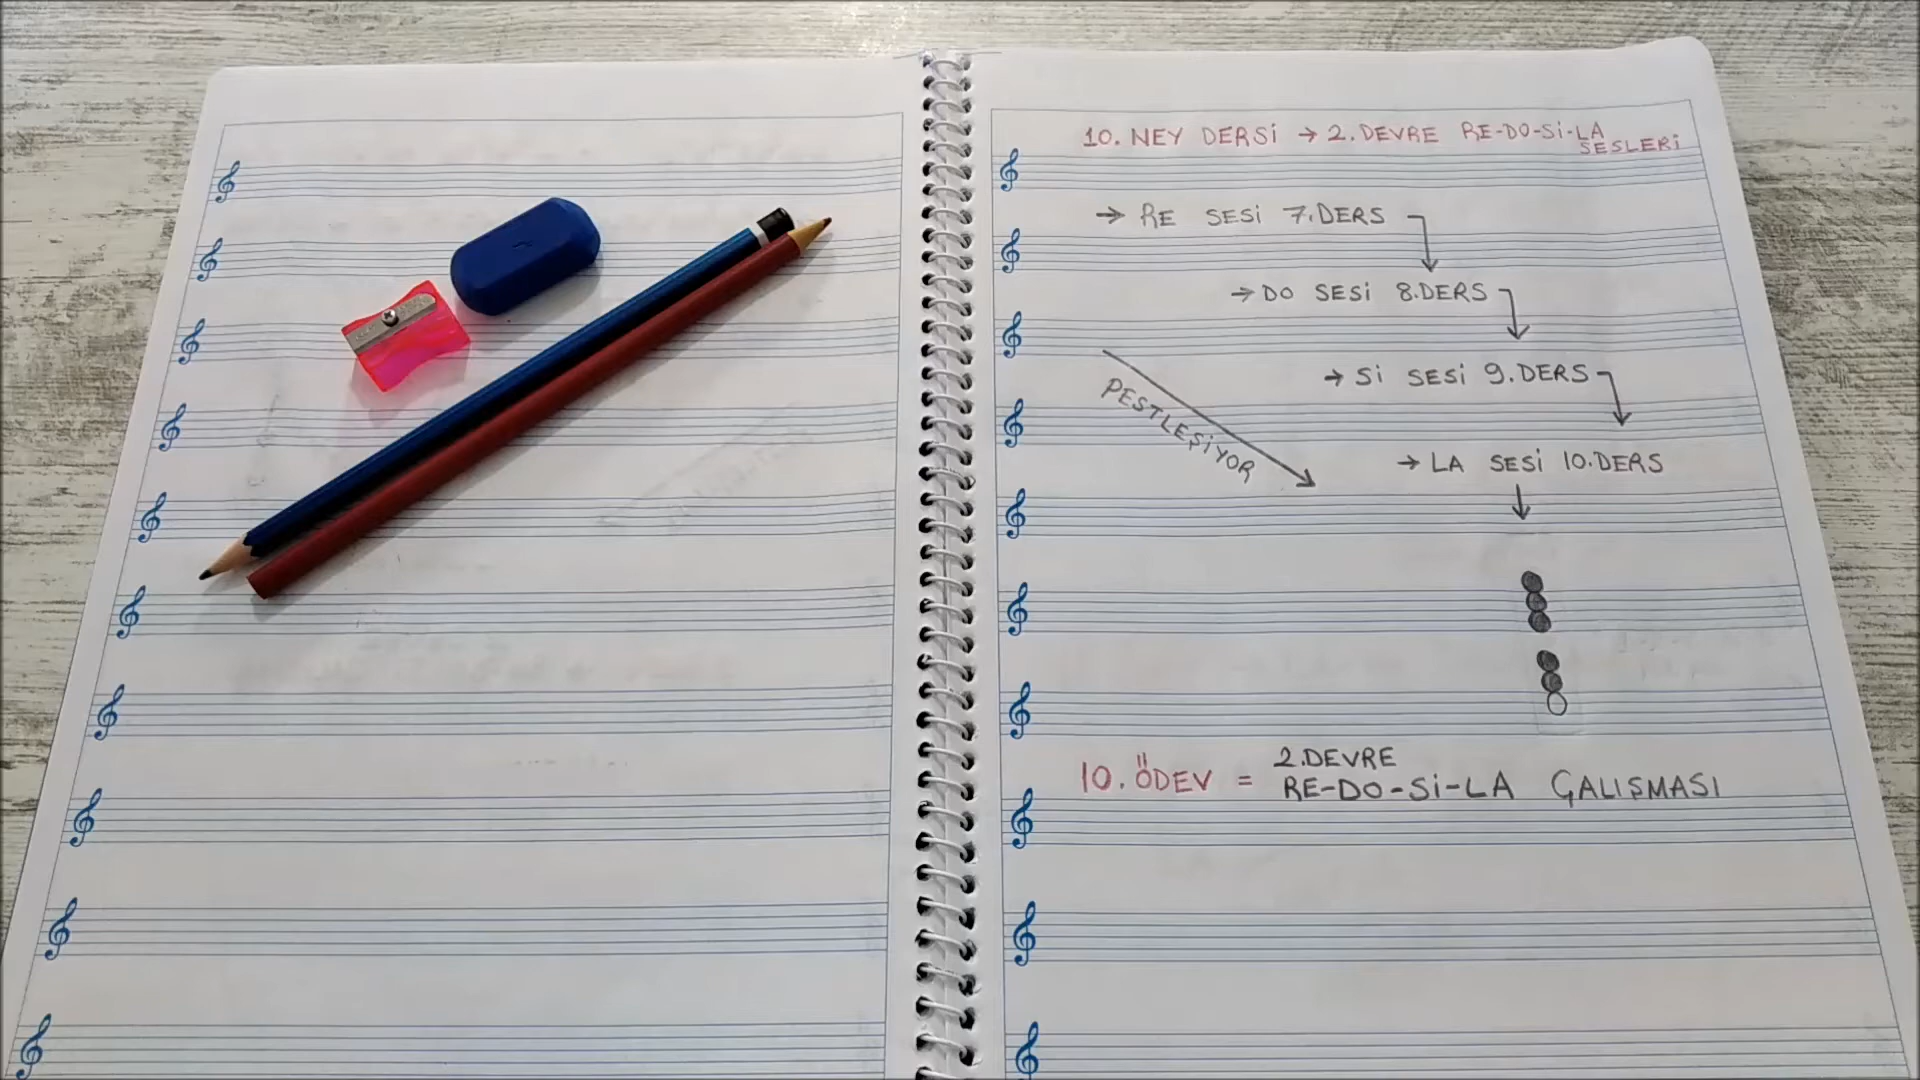 10. NEY DERSİ → 2.DEVRE RE-DO-Sİ-LA
SESLERİ
→ RE SESİ 7.DERS
→ DO SESİ 8.DERS
→ Sİ SESİ 9.DERS
PESTLEŞİYOR
→ LA SESİ 10.DERS
2.DEVRE
10. ÖDEV = RE-DO-Sİ-LA ÇALIŞMASI